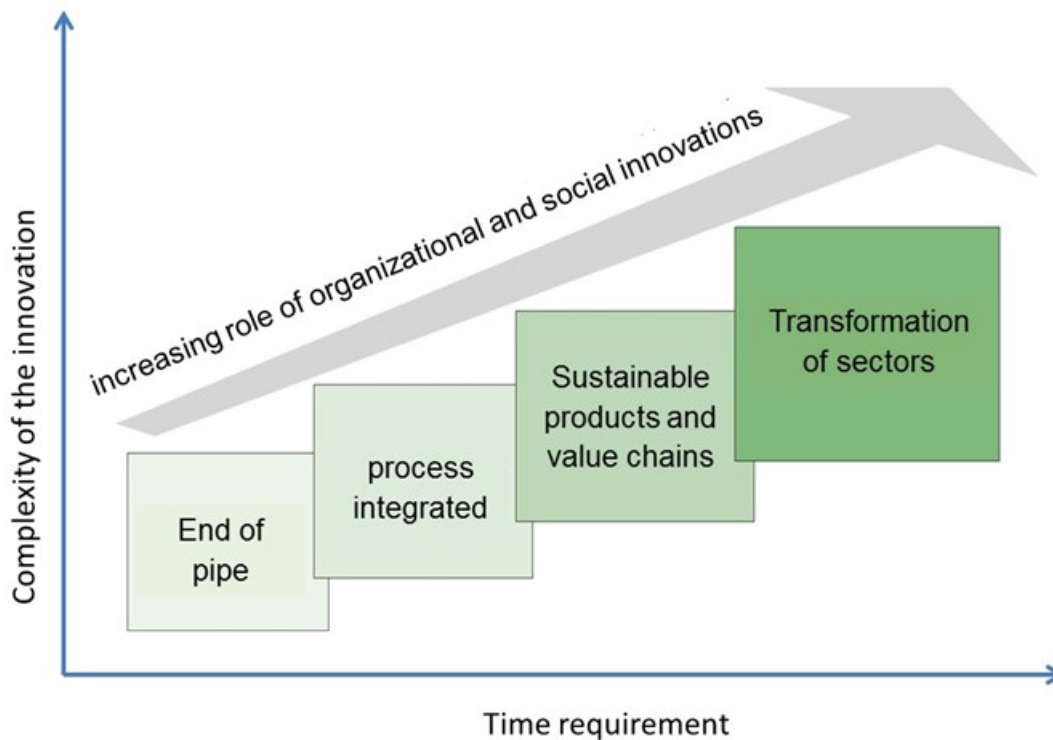 Complexity of the innovation
increasing role of organizational and social innovations
End of
pipe
process
integrated
Sustainable
products and
value chains
Transformation
of sectors
Time requirement